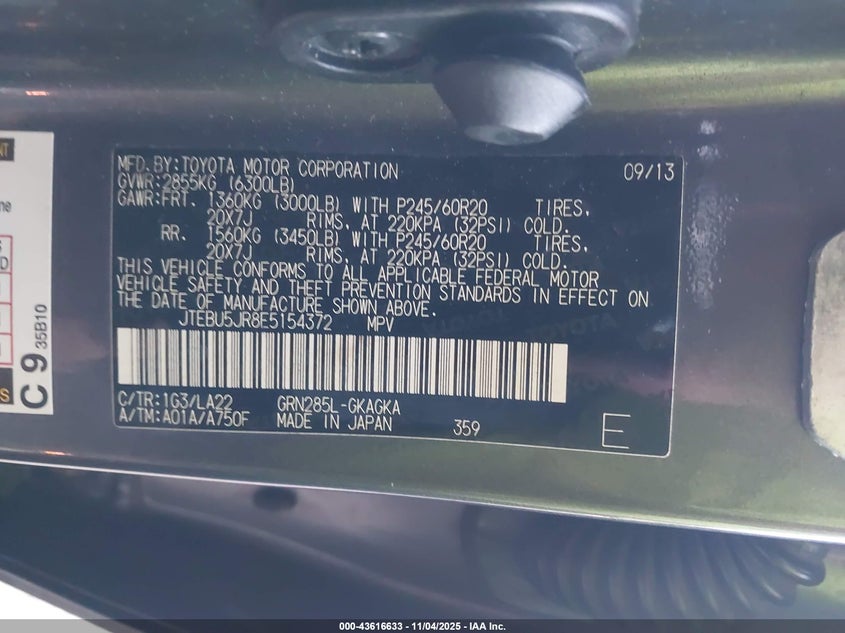 MFD.BY:TOYOTA MOTOR CORPORATION 09/13
GVWR:2855KG (6300LB)
GAWR:FRT. 1360KG (3000LB) WITH P245/60R20 TIRES,
20X7J RIMS, AT 220KPA (32PSI) COLD.
RR. 1560KG (3450LB) WITH P245/60R20 TIRES,
20X7J RIMS, AT 220KPA (32PSI) COLD.
THIS VEHICLE CONFORMS TO ALL APPLICABLE FEDERAL MOTOR
VEHICLE SAFETY AND THEFT PREVENTION STANDARDS IN EFFECT ON
THE DATE OF MANUFACTURE SHOWN ABOVE.
JTEBU5JR8E5154372 MPV
C/TR:1G3/LA22 GRN285L-GKAGKA
A/TM:A01A/A750F MADE IN JAPAN 359
E
C9 35B10
000-43616633 - 11/04/2025 - IAA Inc.